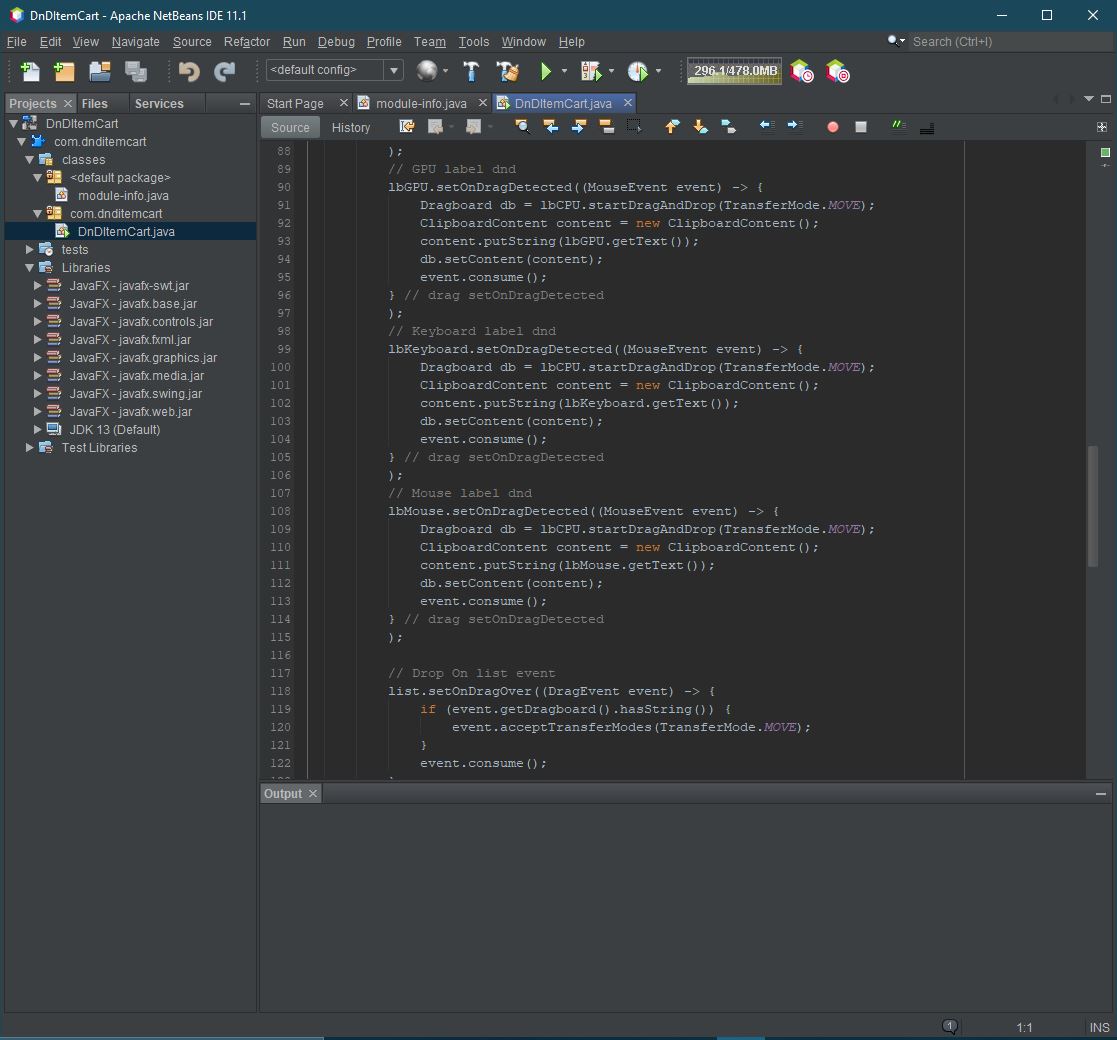 DnDItemCart - Apache NetBeans IDE 11.1
File Edit View Navigate Source Refactor Run Debug Profile Team Tools Window Help
Search (Ctrl+I)
<default config>
296.1/478.0MB
Projects Files Services
Start Page module-info.java DnDItemCart.java
Source History
DnDItemCart
com.dnditemcart
classes
<default package>
module-info.java
com.dnditemcart
DnDItemCart.java
tests
Libraries
JavaFX - javafx-swt.jar
JavaFX - javafx.base.jar
JavaFX - javafx.controls.jar
JavaFX - javafx.fxml.jar
JavaFX - javafx.graphics.jar
JavaFX - javafx.media.jar
JavaFX - javafx.swing.jar
JavaFX - javafx.web.jar
JDK 13 (Default)
Test Libraries
88 );
89 // GPU label dnd
90 lbGPU.setOnDragDetected((MouseEvent event) -> {
91 Dragboard db = lbCPU.startDragAndDrop(TransferMode.MOVE);
92 ClipboardContent content = new ClipboardContent();
93 content.putString(lbGPU.getText());
94 db.setContent(content);
95 event.consume();
96 } // drag setOnDragDetected
97 );
98 // Keyboard label dnd
99 lbKeyboard.setOnDragDetected((MouseEvent event) -> {
100 Dragboard db = lbCPU.startDragAndDrop(TransferMode.MOVE);
101 ClipboardContent content = new ClipboardContent();
102 content.putString(lbKeyboard.getText());
103 db.setContent(content);
104 event.consume();
105 } // drag setOnDragDetected
106 );
107 // Mouse label dnd
108 lbMouse.setOnDragDetected((MouseEvent event) -> {
109 Dragboard db = lbCPU.startDragAndDrop(TransferMode.MOVE);
110 ClipboardContent content = new ClipboardContent();
111 content.putString(lbMouse.getText());
112 db.setContent(content);
113 event.consume();
114 } // drag setOnDragDetected
115 );
116
117 // Drop On list event
118 list.setOnDragOver((DragEvent event) -> {
119 if (event.getDragboard().hasString()) {
120 event.acceptTransferModes(TransferMode.MOVE);
121 }
122 event.consume();
Output
1
1:1
INS